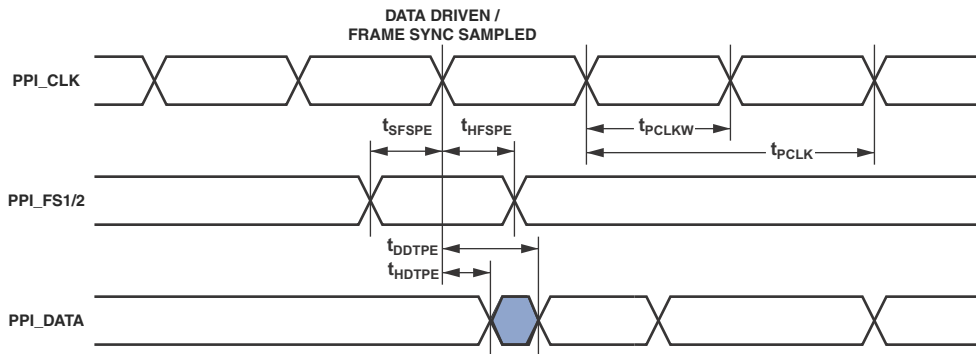 DATA DRIVEN /
FRAME SYNC SAMPLED
PPI_CLK
tSFSPE
tHFSPE
tPCLKW
tPCLK
PPI_FS1/2
tDDTPE
tHDTPE
PPI_DATA